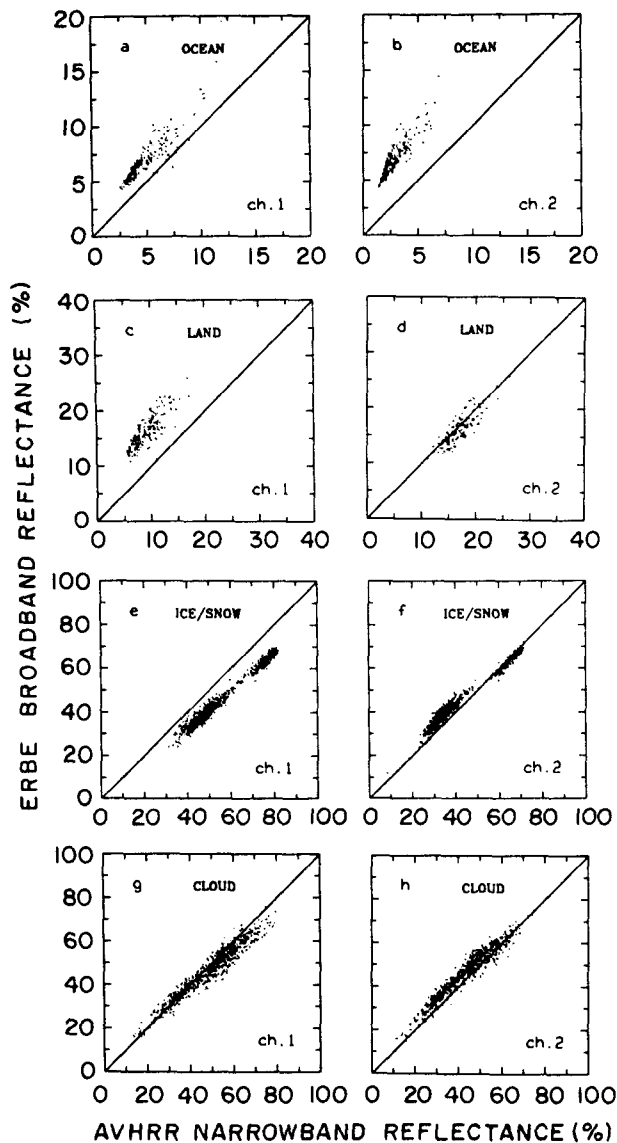 ERBE BROADBAND REFLECTANCE (%)
20
15
10
5
0
a OCEAN
ch.1
0 5 10 15 20
b OCEAN
ch.2
0 5 10 15 20
40
30
20
10
0
c LAND
ch.1
0 10 20 30 40
d LAND
ch.2
0 10 20 30 40
100
80
60
40
20
0
e ICE/SNOW
ch.1
0 20 40 60 80 100
f ICE/SNOW
ch.2
0 20 40 60 80 100
100
80
60
40
20
0
g CLOUD
ch.1
0 20 40 60 80 100
h CLOUD
ch.2
0 20 40 60 80 100
AVHRR NARROWBAND REFLECTANCE (%)